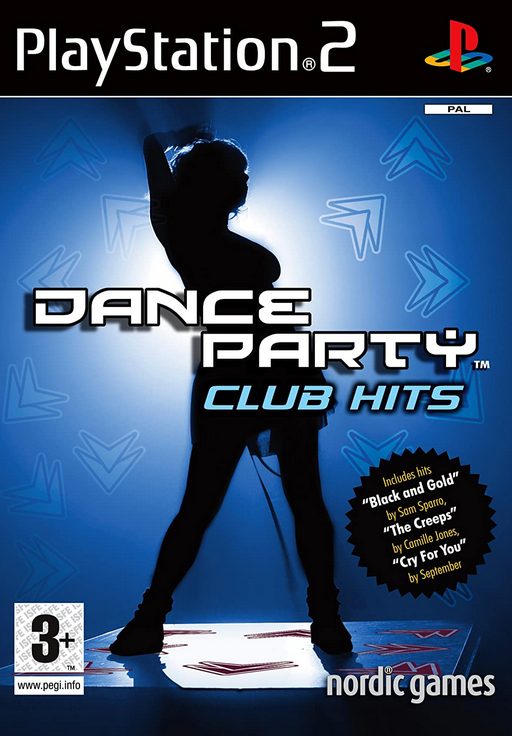 PlayStation®2
PAL
DANCE
PARTY™
CLUB HITS
Includes hits
"Black and Gold"
by Sam Sparro,
"The Creeps"
by Camille Jones,
"Cry For You"
by September
3+
™
www.pegi.info
nordic games